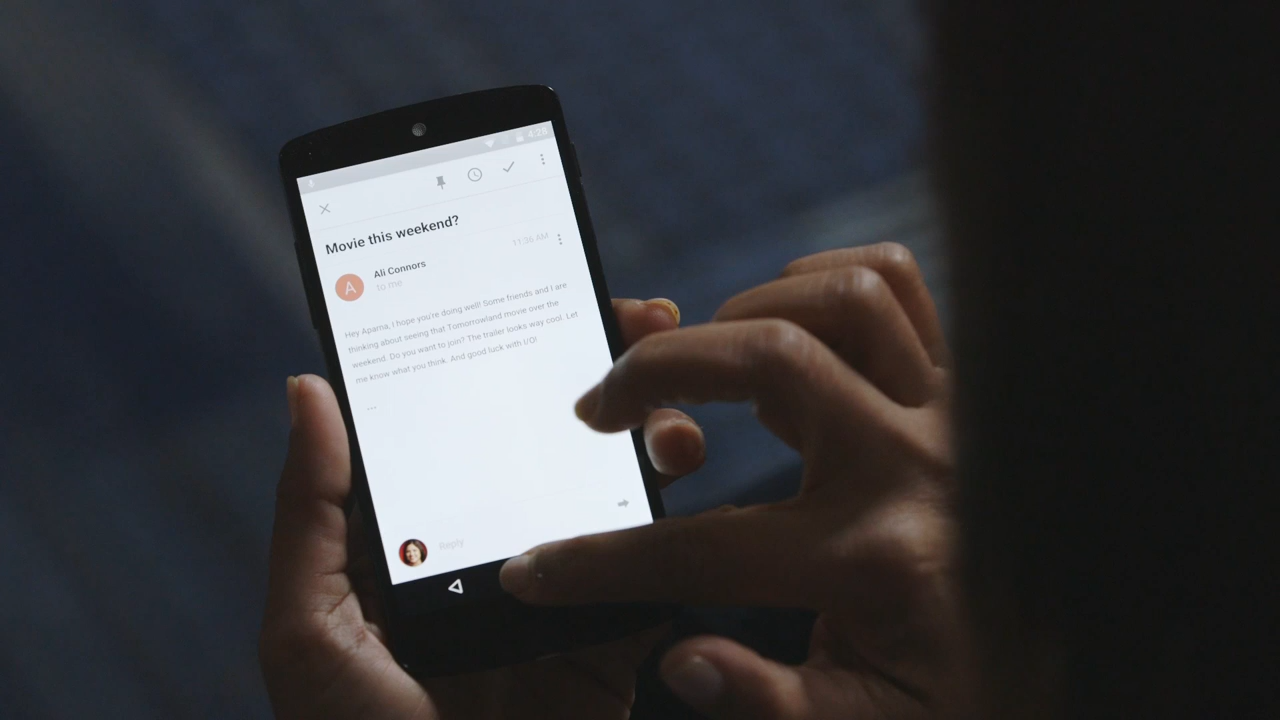 4:28
Movie this weekend?
11:36 AM
A
Ali Connors
to me
Hey Aparna, I hope you're doing well! Some friends and I are
thinking about seeing that Tomorrowland movie over the
weekend. Do you want to join? The trailer looks way cool. Let
me know what you think. And good luck with I/O!
...
Reply